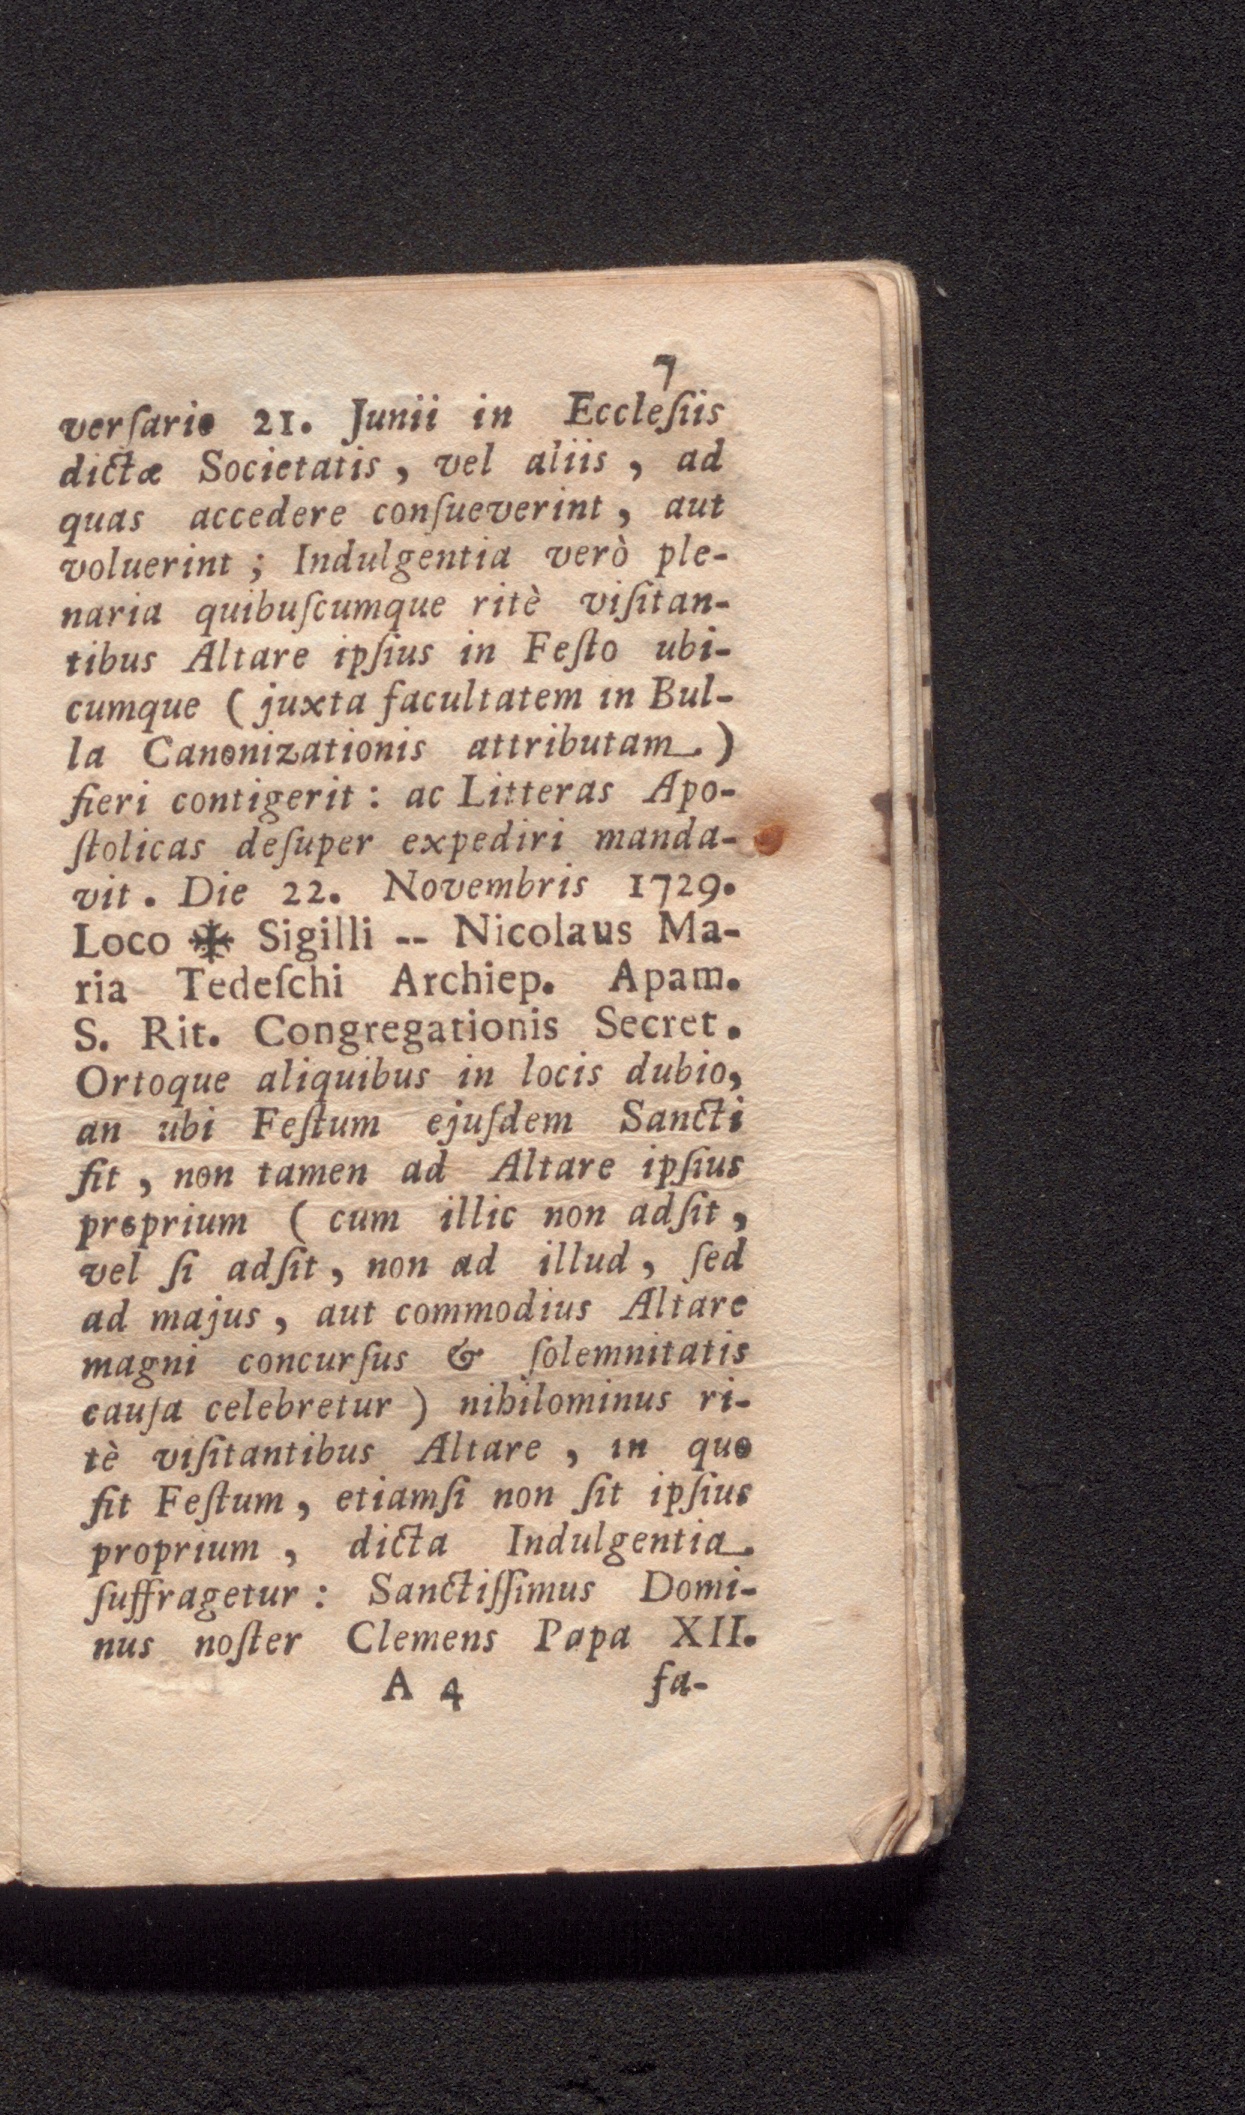 7
verſario 21. Junii in Eccleſiis
dictæ Societatis, vel aliis, ad
quas accedere conſueverint, aut
voluerint; Indulgentia verò ple-
naria quibuſcumque ritè viſitan-
tibus Altare ipſius in Feſto ubi-
cumque (juxta facultatem in Bul-
la Canonizationis attributam.)
fieri contigerit: ac Litteras Apo-
ſtolicas deſuper expediri manda-
vit. Die 22. Novembris 1729.
Loco ✠ Sigilli -- Nicolaus Ma-
ria Tedeſchi Archiep. Apam.
S. Rit. Congregationis Secret.
Ortoque aliquibus in locis dubio,
an ubi Feſtum ejuſdem Sancti
fit, non tamen ad Altare ipſius
proprium (cum illic non adſit,
vel ſi adſit, non ad illud, ſed
ad majus, aut commodius Altare
magni concurſus & ſolemnitatis
cauſa celebretur) nihilominus ri-
tè viſitantibus Altare, in quo
fit Feſtum, etiamſi non ſit ipſius
proprium, dicta Indulgentia.
ſuffragetur: Sanctiſſimus Domi-
nus noſter Clemens Papa XII.
A 4 fa-